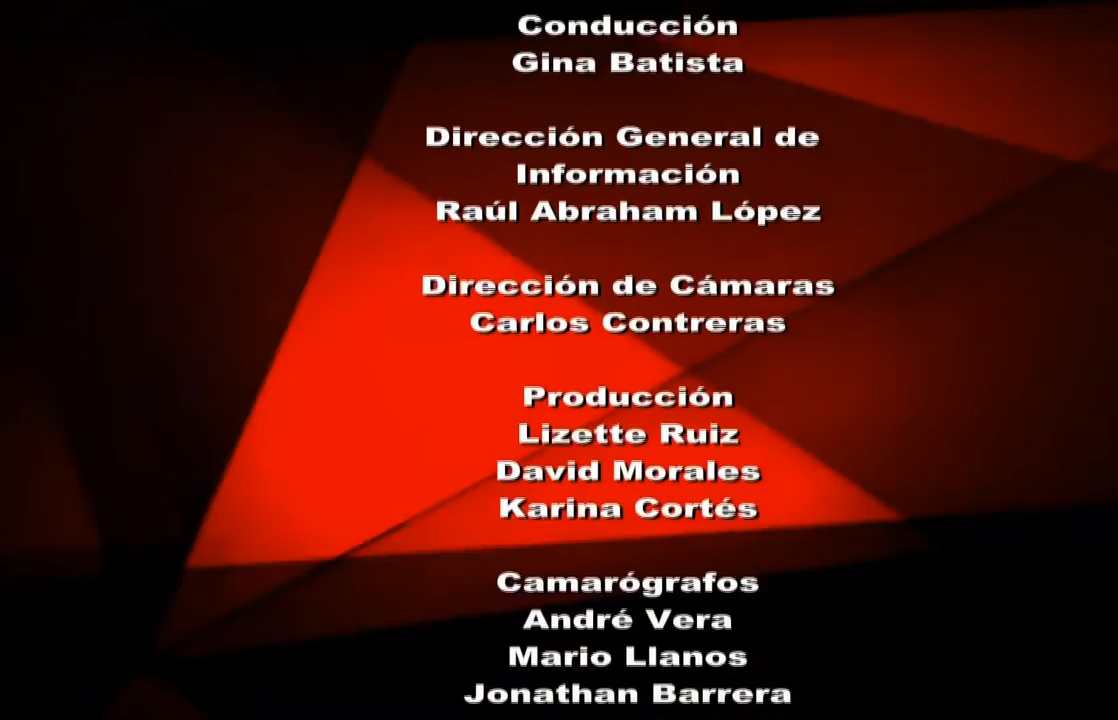 Conducción
Gina Batista
Dirección General de
Información
Raúl Abraham López
Dirección de Cámaras
Carlos Contreras
Producción
Lizette Ruiz
David Morales
Karina Cortés
Camarógrafos
André Vera
Mario Llanos
Jonathan Barrera